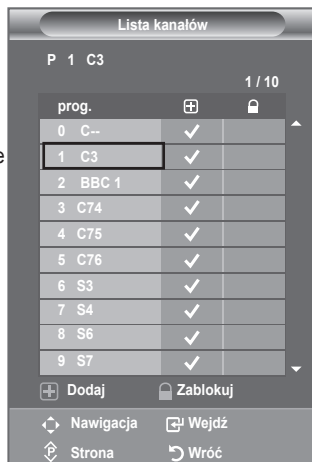 Lista kanałów
P 1 C3
1 / 10
prog.
0 C--
1 C3
2 BBC 1
3 C74
4 C75
5 C76
6 S3
7 S4
8 S6
9 S7
Dodaj Zablokuj
Nawigacja Wejdź
Strona Wróć
e